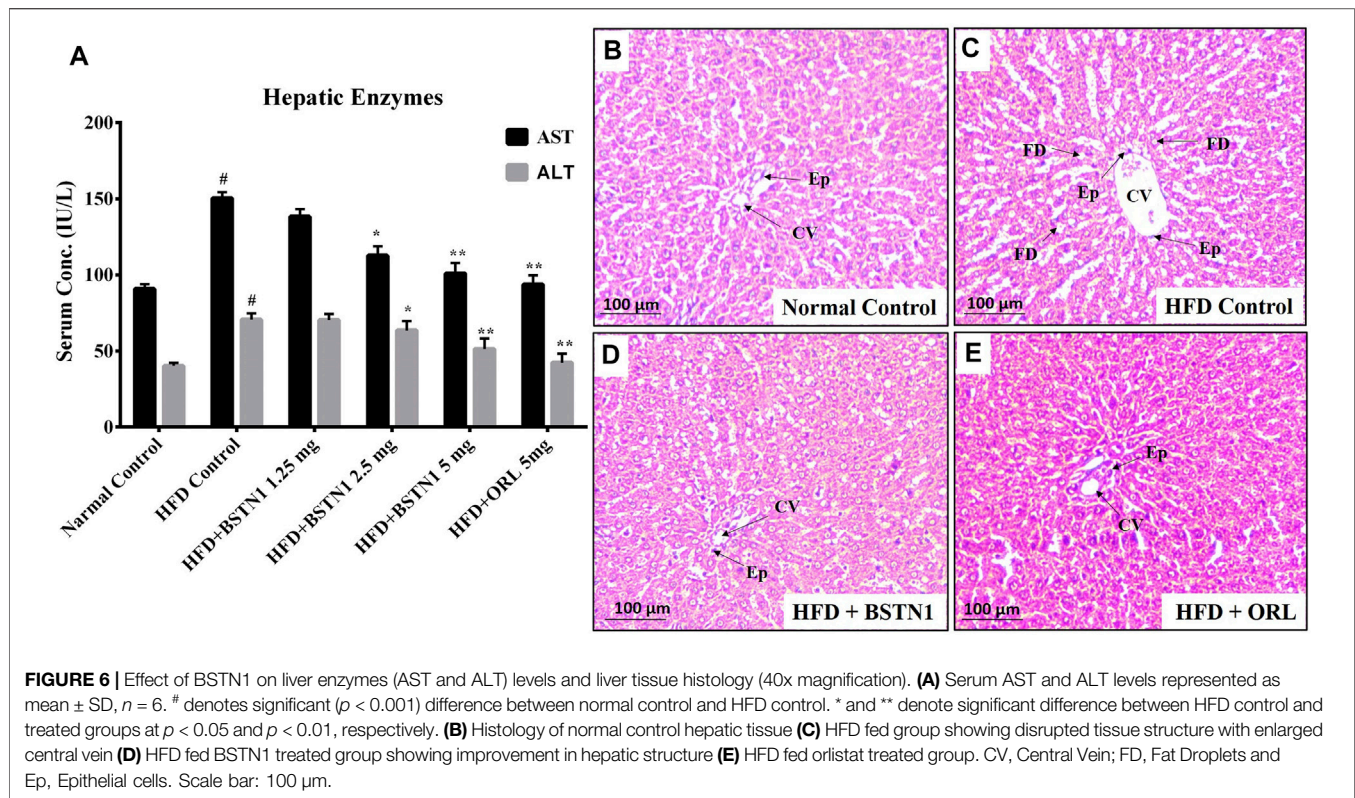 A
Hepatic Enzymes
200
150
100
50
0
Serum Conc. (IU/L)
AST
ALT
#
#
*
*
**
**
**
**
Narmal Control
HFD Control
HFD+BSTN1 1.25 mg
HFD+BSTN1 2.5 mg
HFD+BSTN1 5 mg
HFD+ORL 5mg
B
Ep
CV
100 µm
Normal Control
C
FD
FD
Ep
CV
FD
Ep
100 µm
HFD Control
D
CV
Ep
100 µm
HFD + BSTN1
E
Ep
CV
100 µm
HFD + ORL
FIGURE 6 | Effect of BSTN1 on liver enzymes (AST and ALT) levels and liver tissue histology (40x magnification). (A) Serum AST and ALT levels represented as
mean ± SD, n = 6. # denotes significant (p < 0.001) difference between normal control and HFD control. * and ** denote significant difference between HFD control and
treated groups at p < 0.05 and p < 0.01, respectively. (B) Histology of normal control hepatic tissue (C) HFD fed group showing disrupted tissue structure with enlarged
central vein (D) HFD fed BSTN1 treated group showing improvement in hepatic structure (E) HFD fed orlistat treated group. CV, Central Vein; FD, Fat Droplets and
Ep, Epithelial cells. Scale bar: 100 µm.